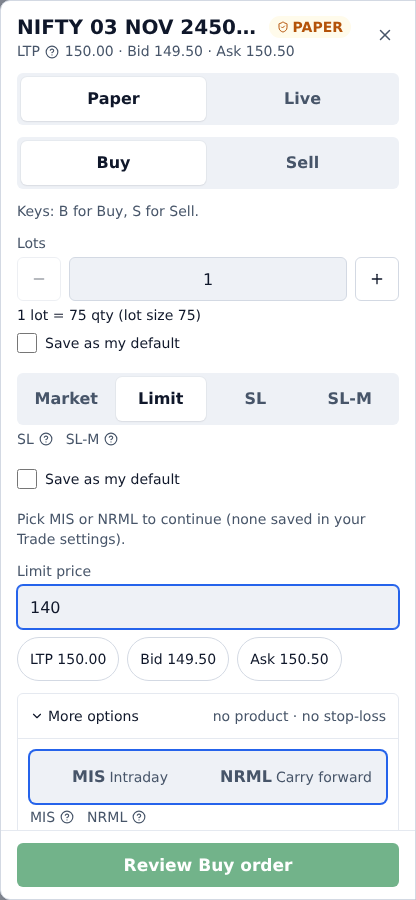 NIFTY 03 NOV 2450... PAPER
LTP 150.00 · Bid 149.50 · Ask 150.50
Paper Live
Buy Sell
Keys: B for Buy, S for Sell.
Lots
− 1 +
1 lot = 75 qty (lot size 75)
Save as my default
Market Limit SL SL-M
SL ? SL-M ?
Save as my default
Pick MIS or NRML to continue (none saved in your
Trade settings).
Limit price
140
LTP 150.00 Bid 149.50 Ask 150.50
More options no product · no stop-loss
MIS Intraday NRML Carry forward
MIS ? NRML ?
Review Buy order